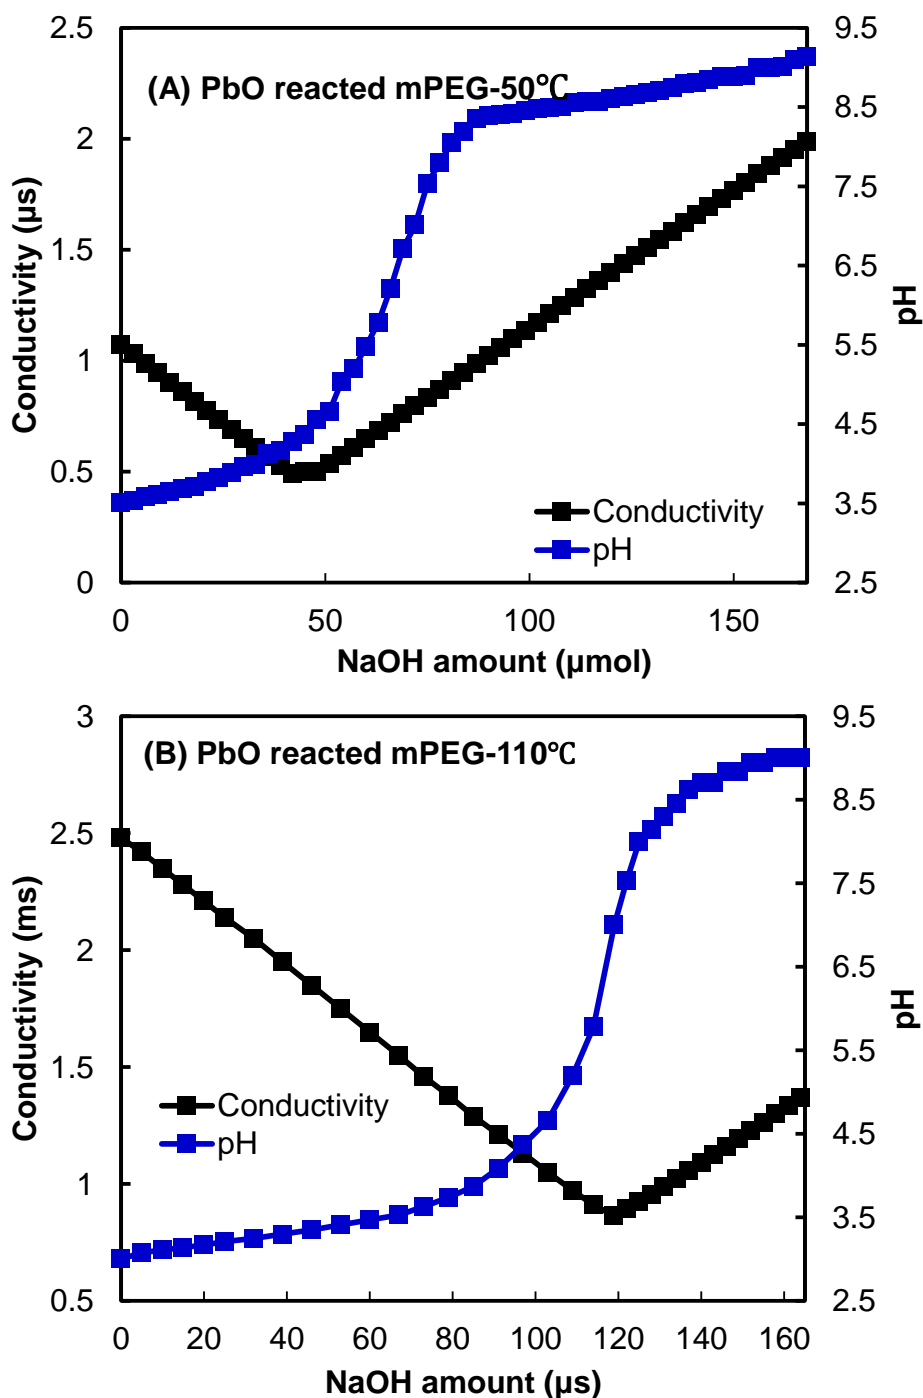 (A) PbO reacted mPEG-50℃
2.5
2
1.5
1
0.5
0
Conductivity (µs)
9.5
8.5
7.5
6.5
5.5
4.5
3.5
2.5
pH
Conductivity
pH
0 50 100 150
NaOH amount (µmol)
(B) PbO reacted mPEG-110℃
3
2.5
2
1.5
1
0.5
Conductivity (ms)
9.5
8.5
7.5
6.5
5.5
4.5
3.5
2.5
pH
Conductivity
pH
0 20 40 60 80 100 120 140 160
NaOH amount (µs)